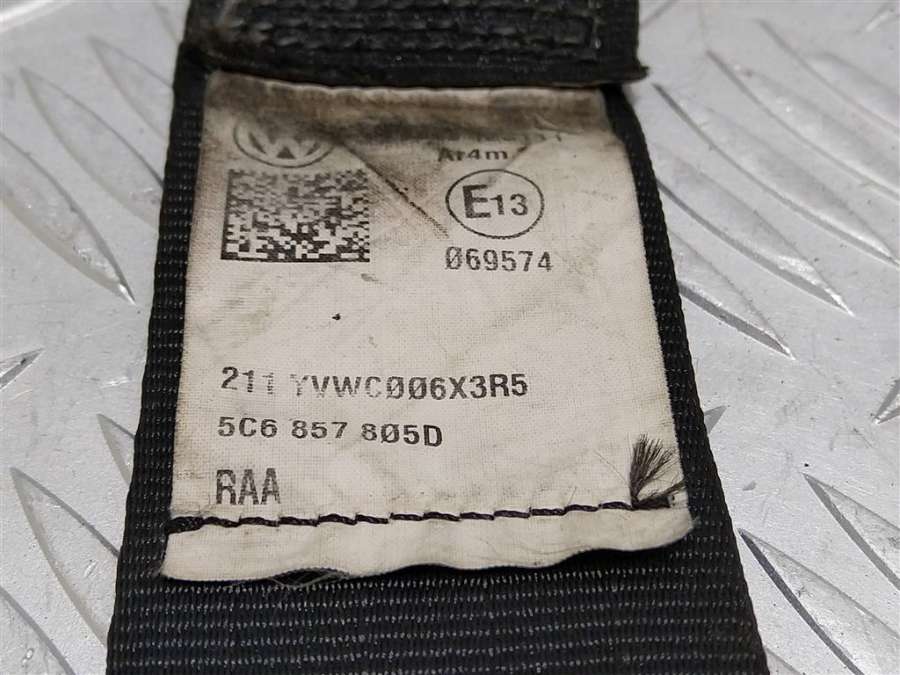 Ar4m
E13
069574
211 YVWC006X3R5
5C6 857 805D
RAA